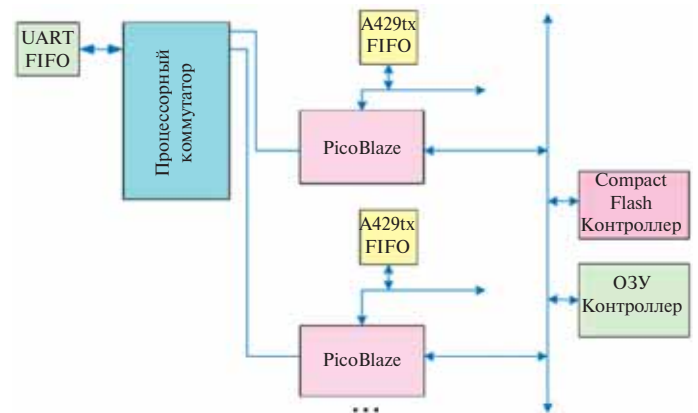 UART
FIFO
Процессорный
коммутатор
A429tx
FIFO
PicoBlaze
Compact
Flash
Контроллер
A429tx
FIFO
ОЗУ
Контроллер
PicoBlaze
...